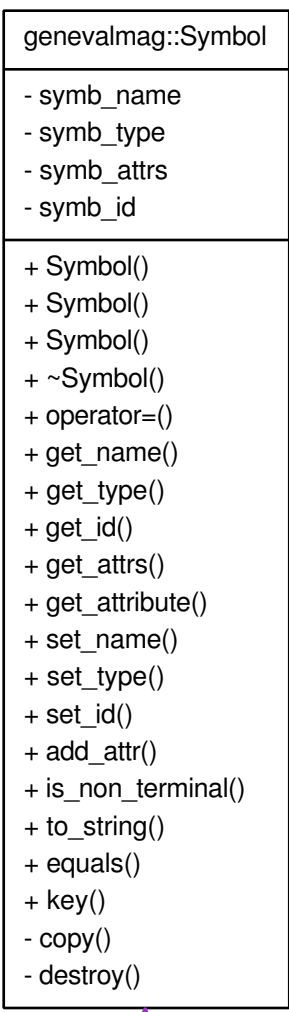 genevalmag::Symbol
- symb_name
- symb_type
- symb_attrs
- symb_id
+ Symbol()
+ Symbol()
+ Symbol()
+ ~Symbol()
+ operator=()
+ get_name()
+ get_type()
+ get_id()
+ get_attrs()
+ get_attribute()
+ set_name()
+ set_type()
+ set_id()
+ add_attr()
+ is_non_terminal()
+ to_string()
+ equals()
+ key()
- copy()
- destroy()